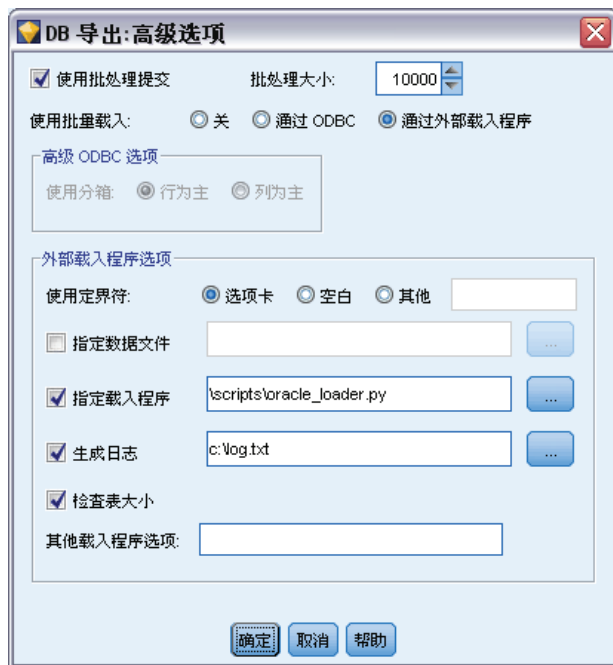 DB 导出:高级选项
使用批处理提交 批处理大小: 10000
使用批量载入: 关 通过 ODBC 通过外部载入程序
高级 ODBC 选项
使用分箱: 行为主 列为主
外部载入程序选项
使用定界符: 选项卡 空白 其他
指定数据文件 ...
指定载入程序 \scripts\oracle_loader.py ...
生成日志 c:\log.txt ...
检查表大小
其他载入程序选项:
确定 取消 帮助